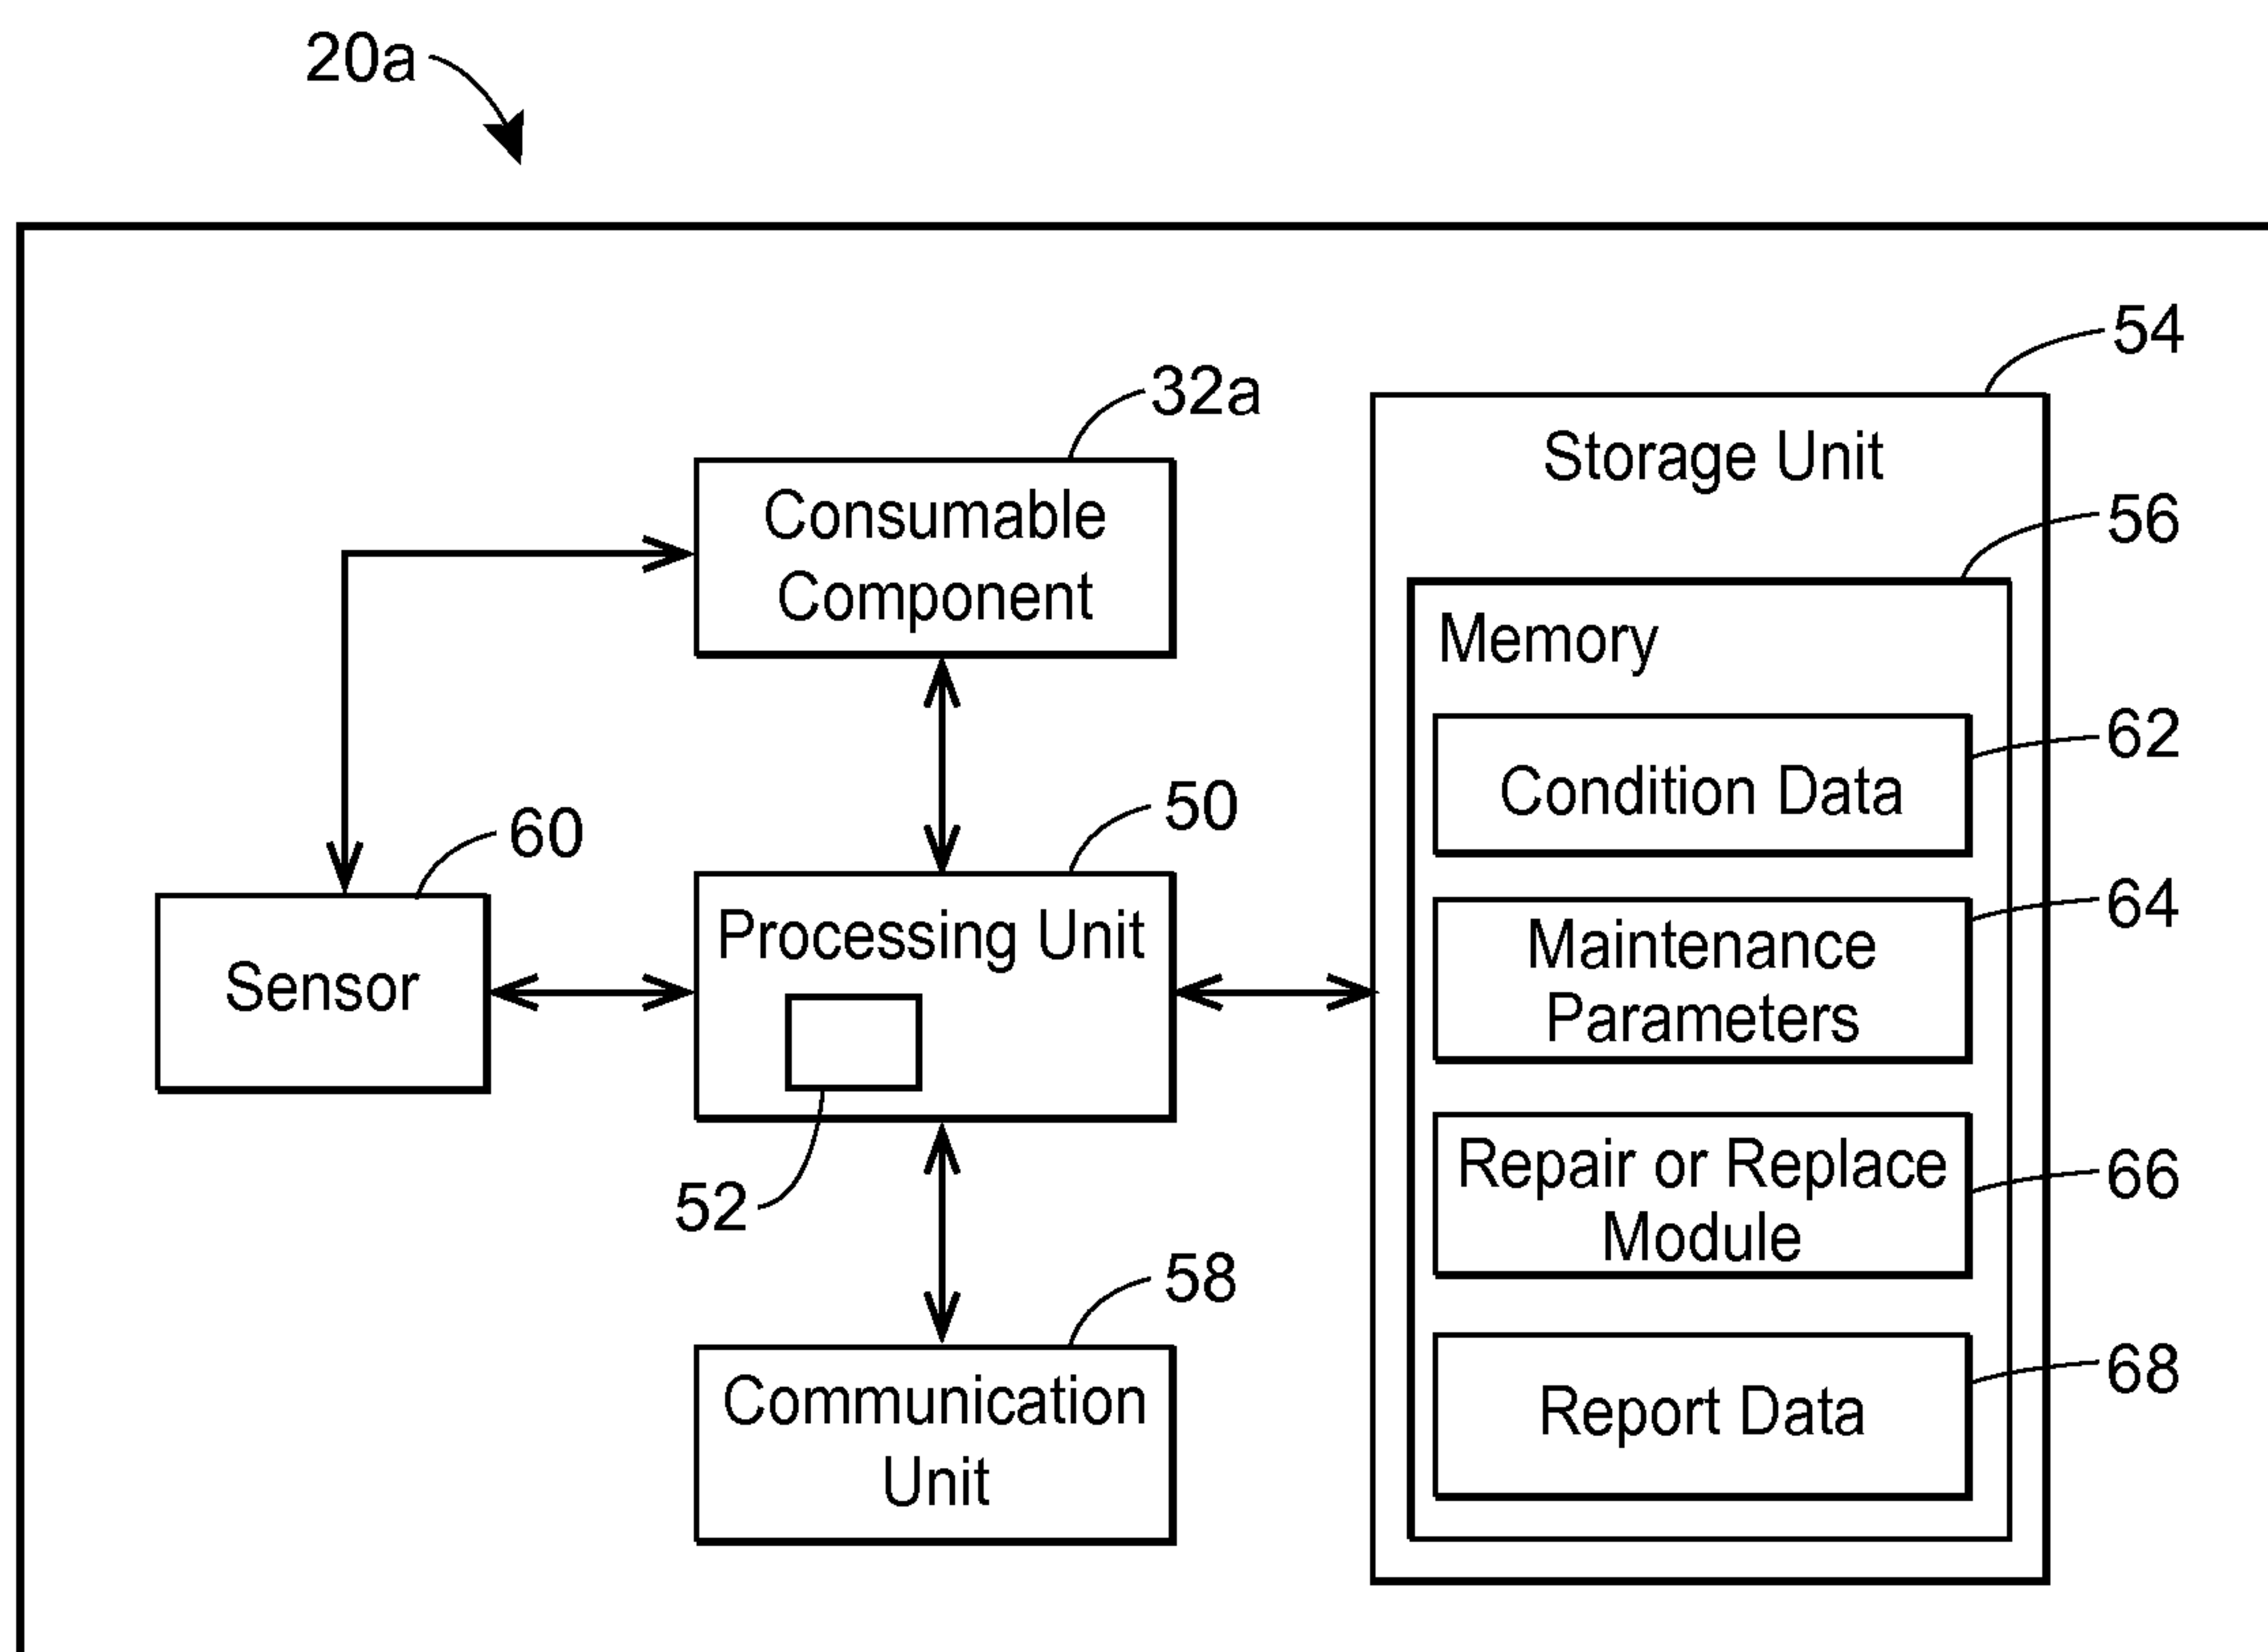 20a
54
32a
Storage Unit
56
Consumable
Component
Memory
62
Condition Data
60
50
64
Processing Unit
Maintenance
Parameters
Sensor
52
66
Repair or Replace
Module
58
68
Communication
Unit
Report Data